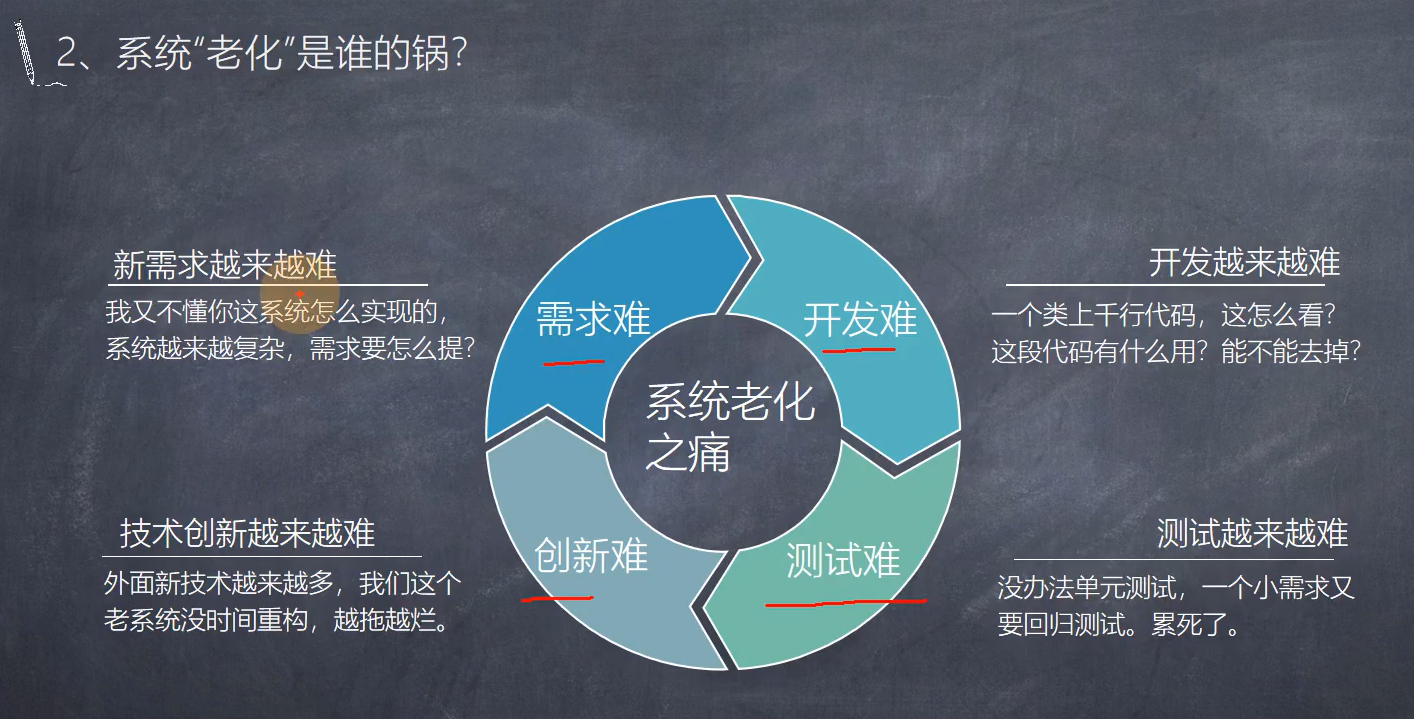 2、系统“老化”是谁的锅？
新需求越来越难
我又不懂你这系统怎么实现的，
系统越来越复杂，需求要怎么提？
开发越来越难
一个类上千行代码，这怎么看？
这段代码有什么用？能不能去掉？
需求难
开发难
系统老化
之痛
创新难
测试难
技术创新越来越难
外面新技术越来越多，我们这个
老系统没时间重构，越拖越烂。
测试越来越难
没办法单元测试，一个小需求又
要回归测试。累死了。